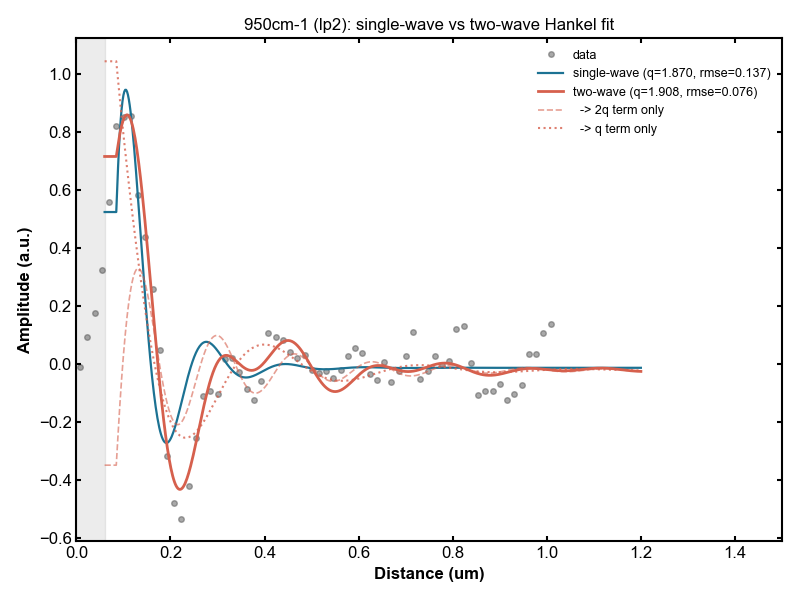 950cm-1 (lp2): single-wave vs two-wave Hankel fit
data
single-wave (q=1.870, rmse=0.137)
two-wave (q=1.908, rmse=0.076)
-> 2q term only
-> q term only
Amplitude (a.u.)
1.0
0.8
0.6
0.4
0.2
0.0
−0.2
−0.4
−0.6
0.0 0.2 0.4 0.6 0.8 1.0 1.2 1.4
Distance (um)